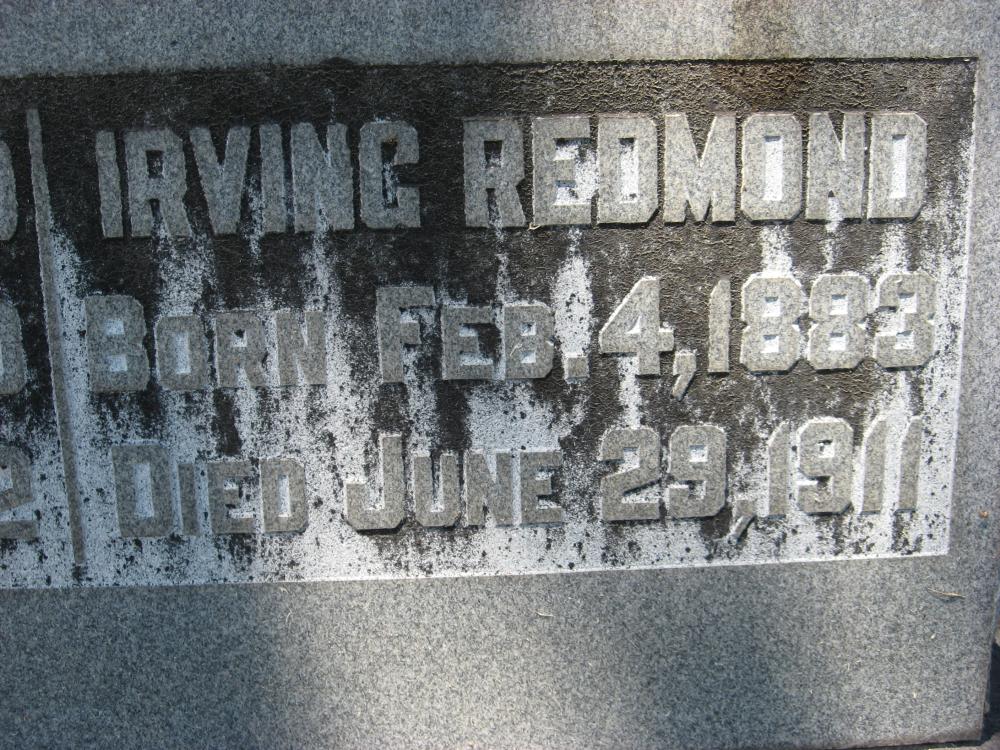 IRVING REDMOND
BORN FEB. 4, 1883
DIED JUNE 29, 1911